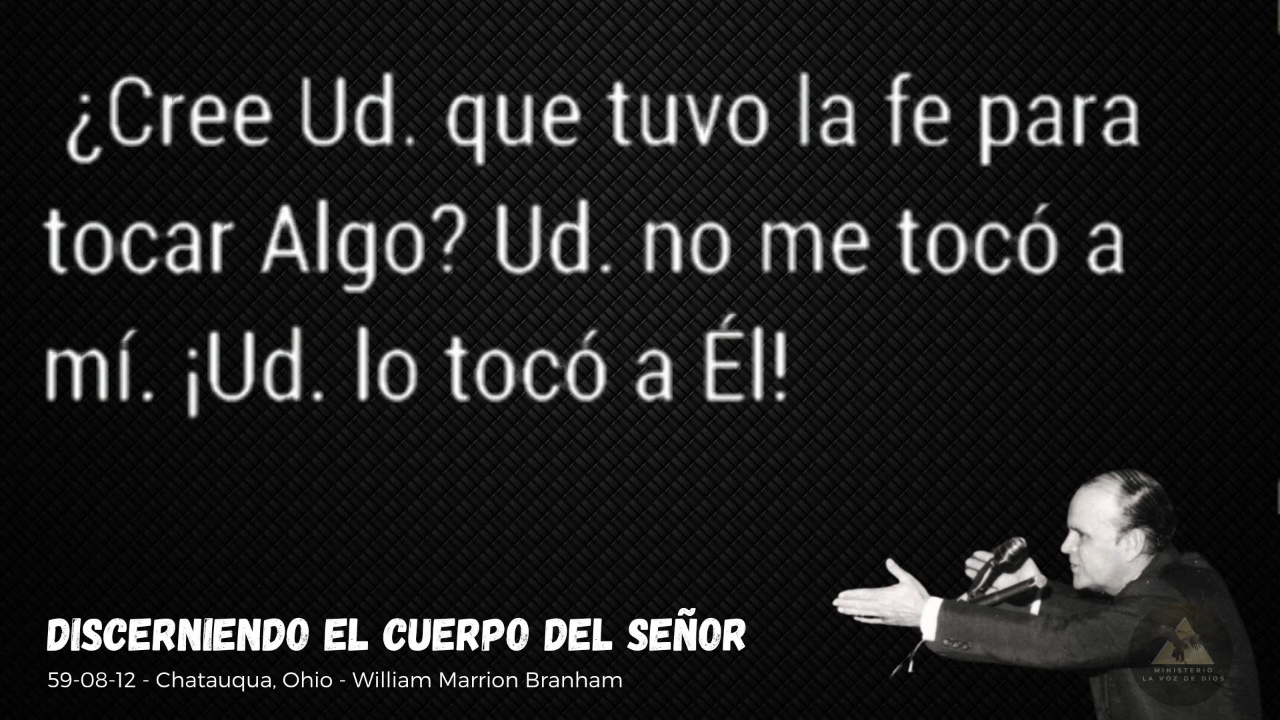 ¿Cree Ud. que tuvo la fe para
tocar Algo? Ud. no me tocó a
mí. ¡Ud. lo tocó a Él!
DISCERNIENDO EL CUERPO DEL SEÑOR
59-08-12 - Chatauqua, Ohio - William Marrion Branham
MINISTERIO
LA VOZ DE DIOS